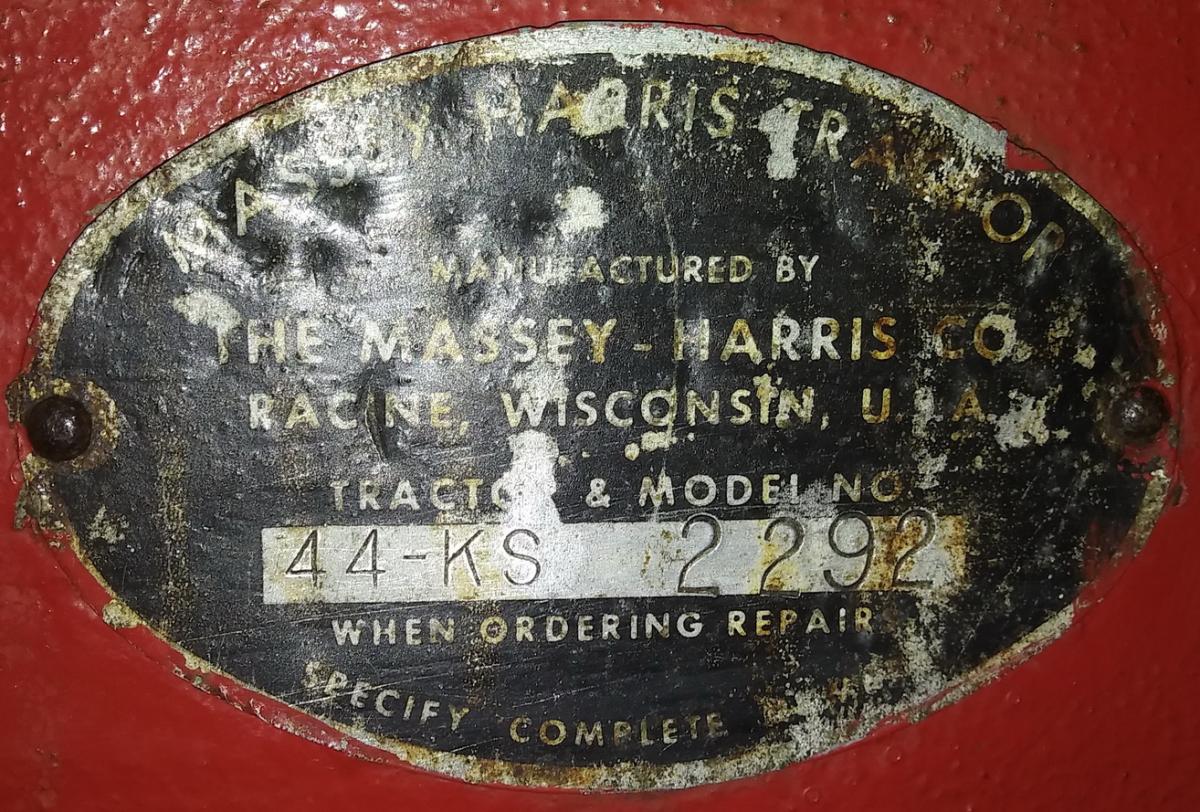 MASSEY HARRIS TRACTOR
MANUFACTURED BY
THE MASSEY-HARRIS CO.
RACINE, WISCONSIN, U.S.A.
TRACTOR & MODEL NO.
44-KS 2292
WHEN ORDERING REPAIR
SPECIFY COMPLETE